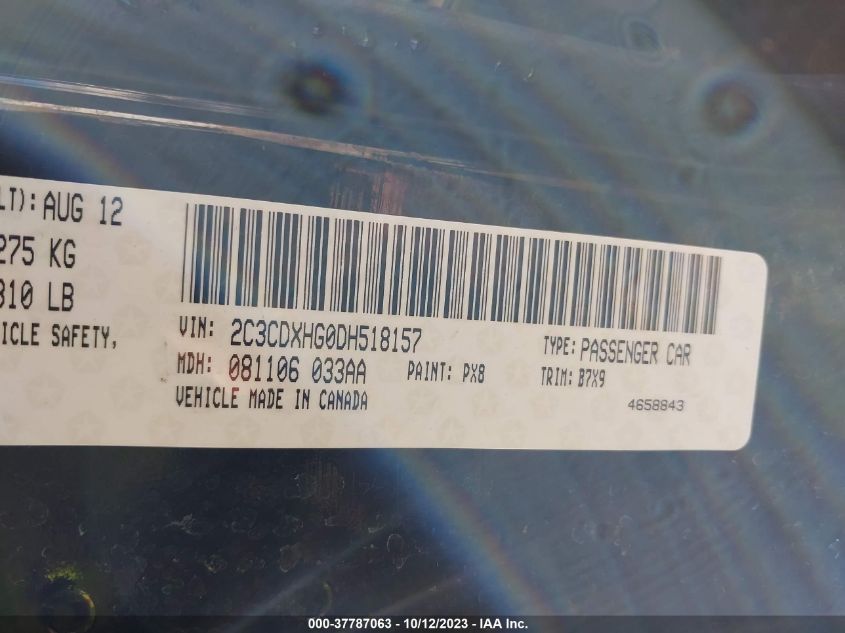 LT): AUG 12
275 KG
310 LB
ICLE SAFETY,
VIN: 2C3CDXHG0DH518157
TYPE: PASSENGER CAR
MDH: 081106 033AA PAINT: PX8 TRIM: B7X9
VEHICLE MADE IN CANADA
4658843
000-37787063 - 10/12/2023 - IAA Inc.